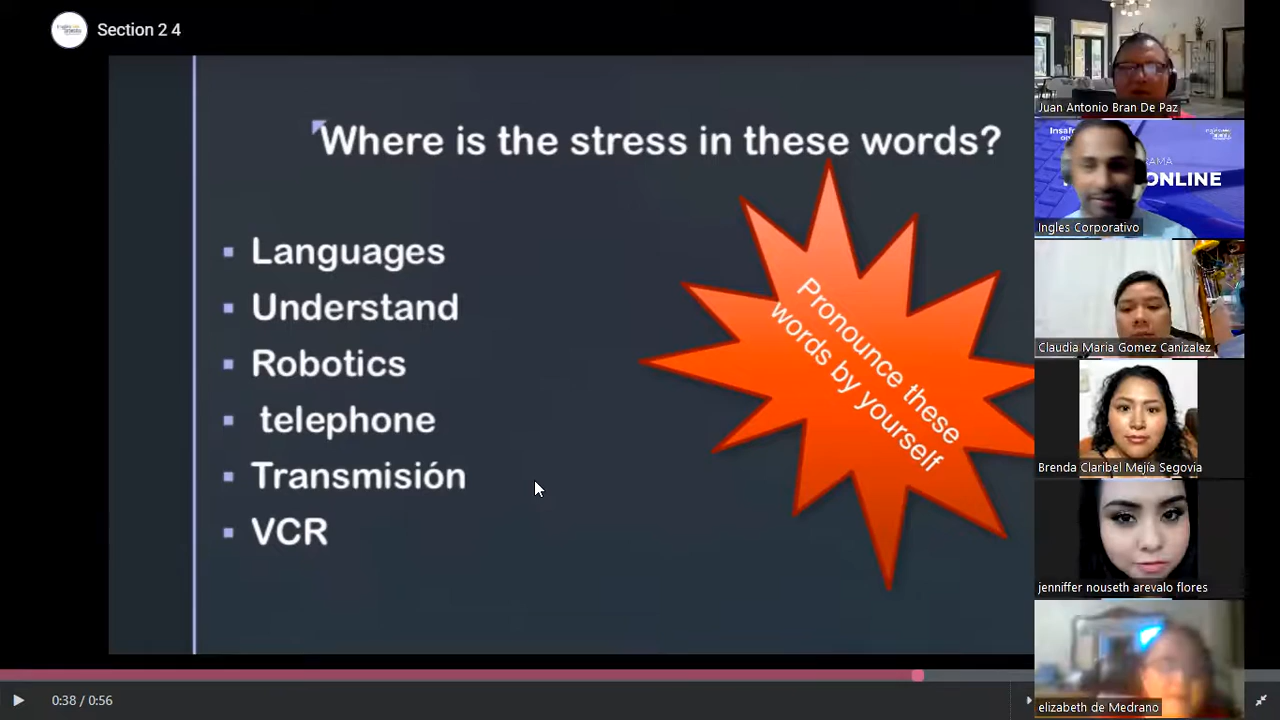 Section 2 4
Where is the stress in these words?
Languages
Understand
Robotics
telephone
Transmisión
VCR
Pronounce these
words by yourself
0:38 / 0:56
Juan Antonio Bran De Paz
ONLINE
Ingles Corporativo
Claudia Maria Gomez Canizalez
Brenda Claribel Mejía Segovia
jenniffer nouseth arevalo flores
elizabeth de Medrano